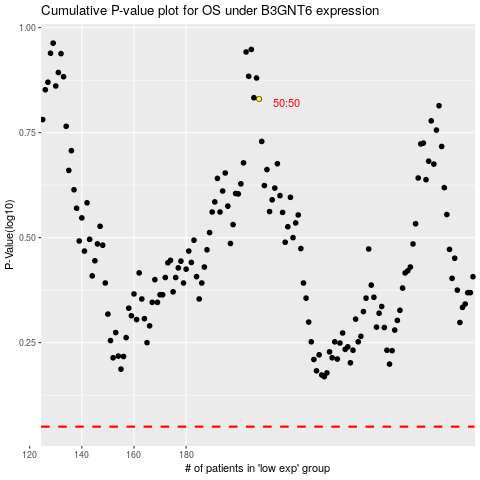 Cumulative P-value plot for OS under B3GNT6 expression
1.00
0.75
0.50
0.25
P-Value(log10)
50:50
120 140 160 180
# of patients in 'low exp' group